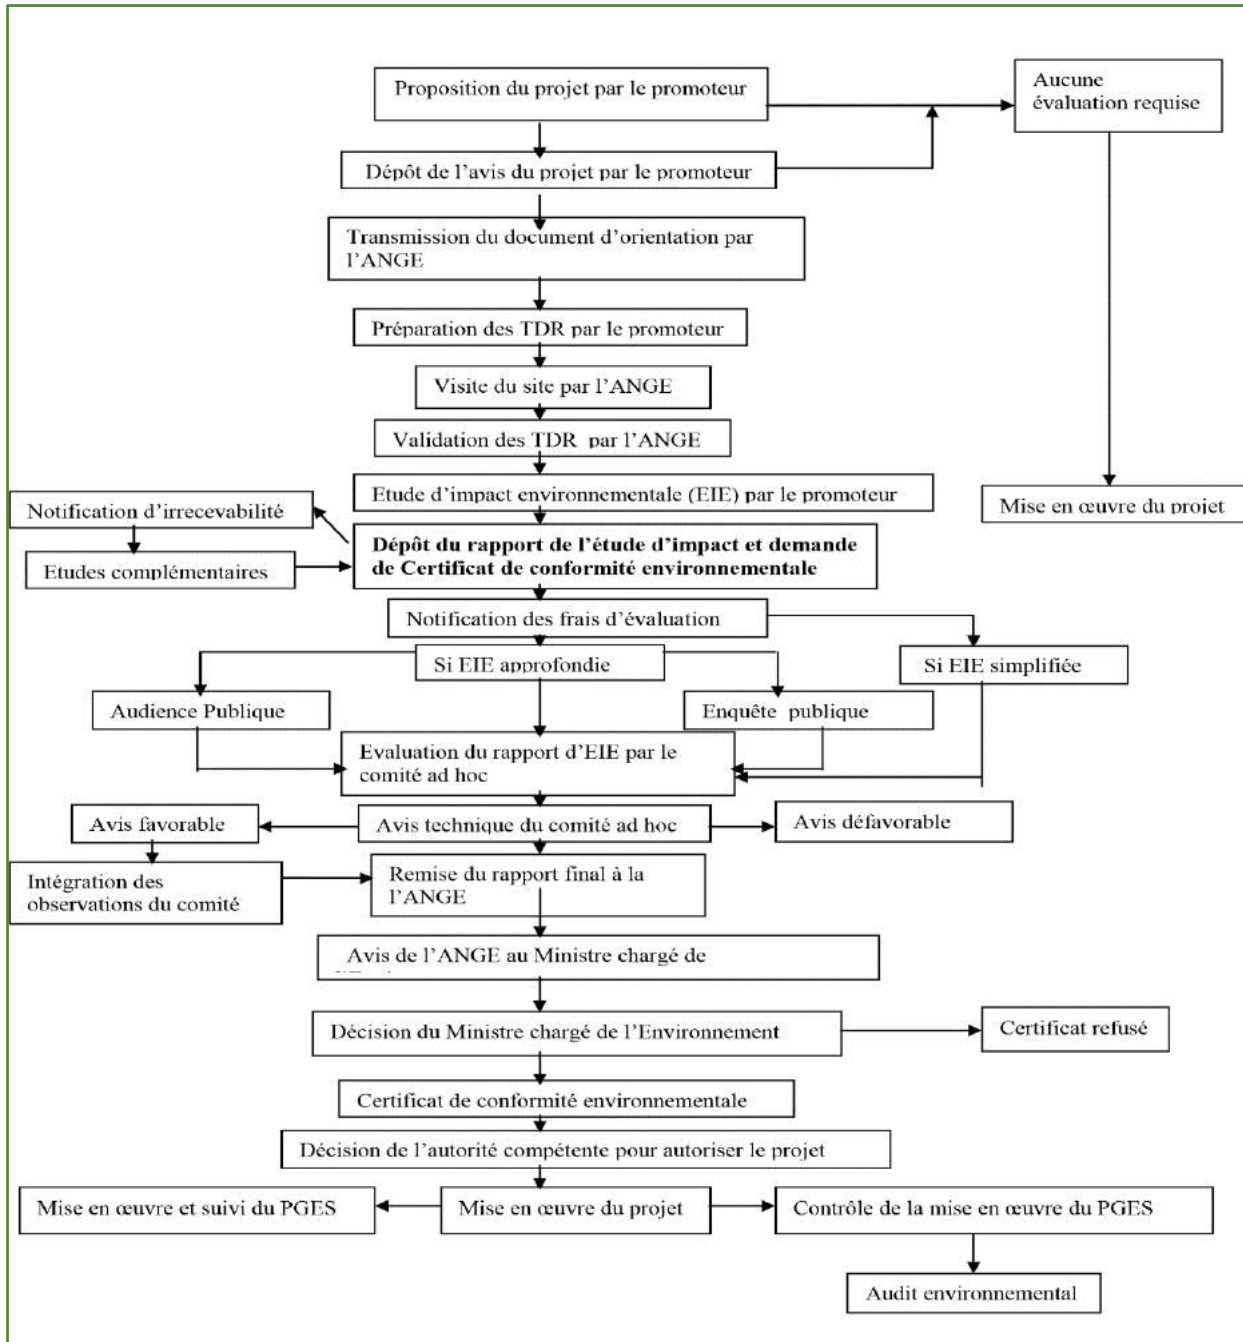 Proposition du projet par le promoteur
Aucune
évaluation requise
Dépôt de l’avis du projet par le promoteur
Transmission du document d’orientation par
l’ANGE
Préparation des TDR par le promoteur
Visite du site par l’ANGE
Validation des TDR par l’ANGE
Etude d’impact environnementale (EIE) par le promoteur
Mise en œuvre du projet
Notification d’irrecevabilité
Dépôt du rapport de l’étude d’impact et demande
de Certificat de conformité environnementale
Etudes complémentaires
Notification des frais d’évaluation
Si EIE approfondie
Si EIE simplifiée
Audience Publique
Enquête publique
Evaluation du rapport d’EIE par le
comité ad hoc
Avis favorable
Avis technique du comité ad hoc
Avis défavorable
Intégration des
observations du comité
Remise du rapport final à la
l’ANGE
Avis de l’ANGE au Ministre chargé de
Décision du Ministre chargé de l’Environnement
Certificat refusé
Certificat de conformité environnementale
Décision de l’autorité compétente pour autoriser le projet
Mise en œuvre et suivi du PGES
Mise en œuvre du projet
Contrôle de la mise en œuvre du PGES
Audit environnemental